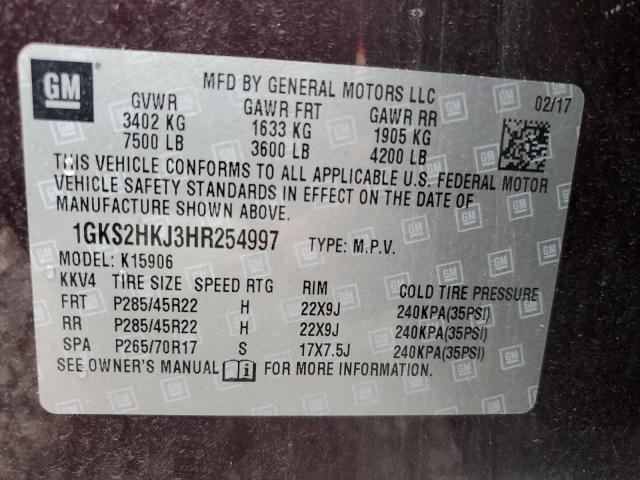 GM
MFD BY GENERAL MOTORS LLC
02/17
GVWR GAWR FRT GAWR RR
3402 KG 1633 KG 1905 KG
7500 LB 3600 LB 4200 LB
THIS VEHICLE CONFORMS TO ALL APPLICABLE U.S. FEDERAL MOTOR
VEHICLE SAFETY STANDARDS IN EFFECT ON THE DATE OF
MANUFACTURE SHOWN ABOVE.
1GKS2HKJ3HR254997 TYPE: M.P.V.
MODEL: K15906
KKV4 TIRE SIZE SPEED RTG RIM COLD TIRE PRESSURE
FRT P285/45R22 H 22X9J 240KPA(35PSI)
RR P285/45R22 H 22X9J 240KPA(35PSI)
SPA P265/70R17 S 17X7.5J 240KPA(35PSI)
SEE OWNER'S MANUAL FOR MORE INFORMATION.